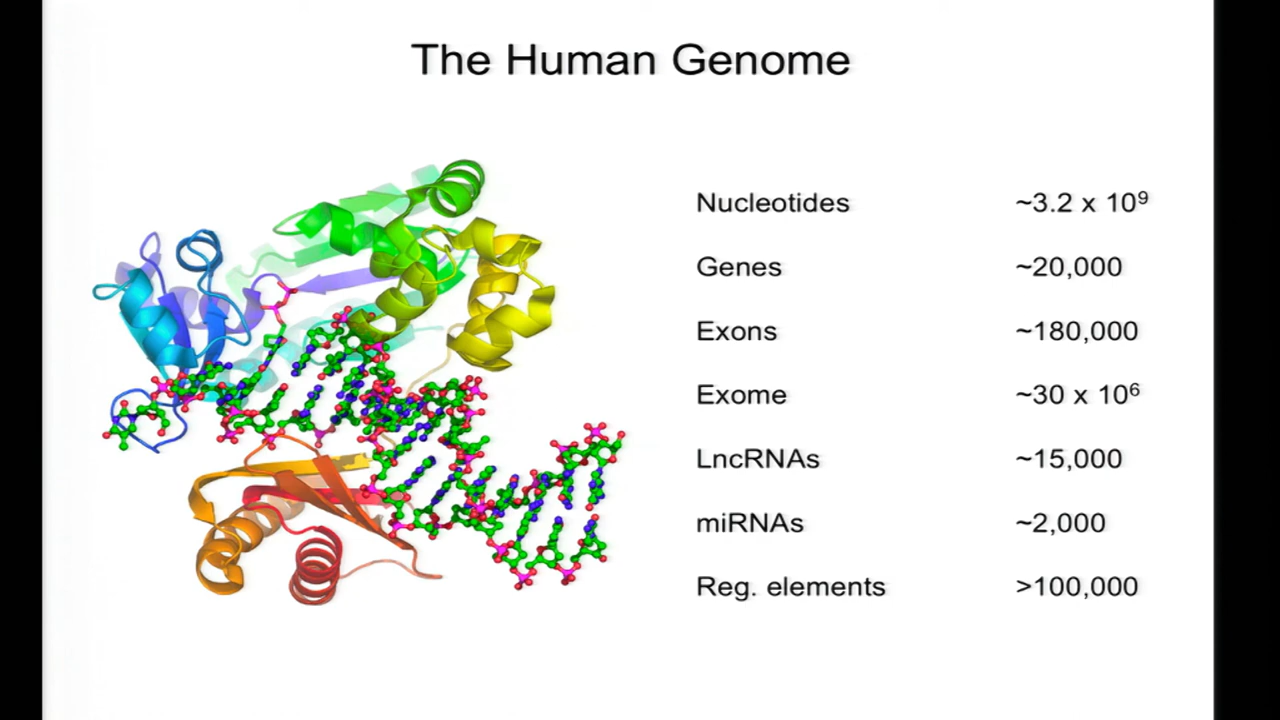 The Human Genome
Nucleotides ~3.2 x 10⁹
Genes ~20,000
Exons ~180,000
Exome ~30 x 10⁶
LncRNAs ~15,000
miRNAs ~2,000
Reg. elements >100,000